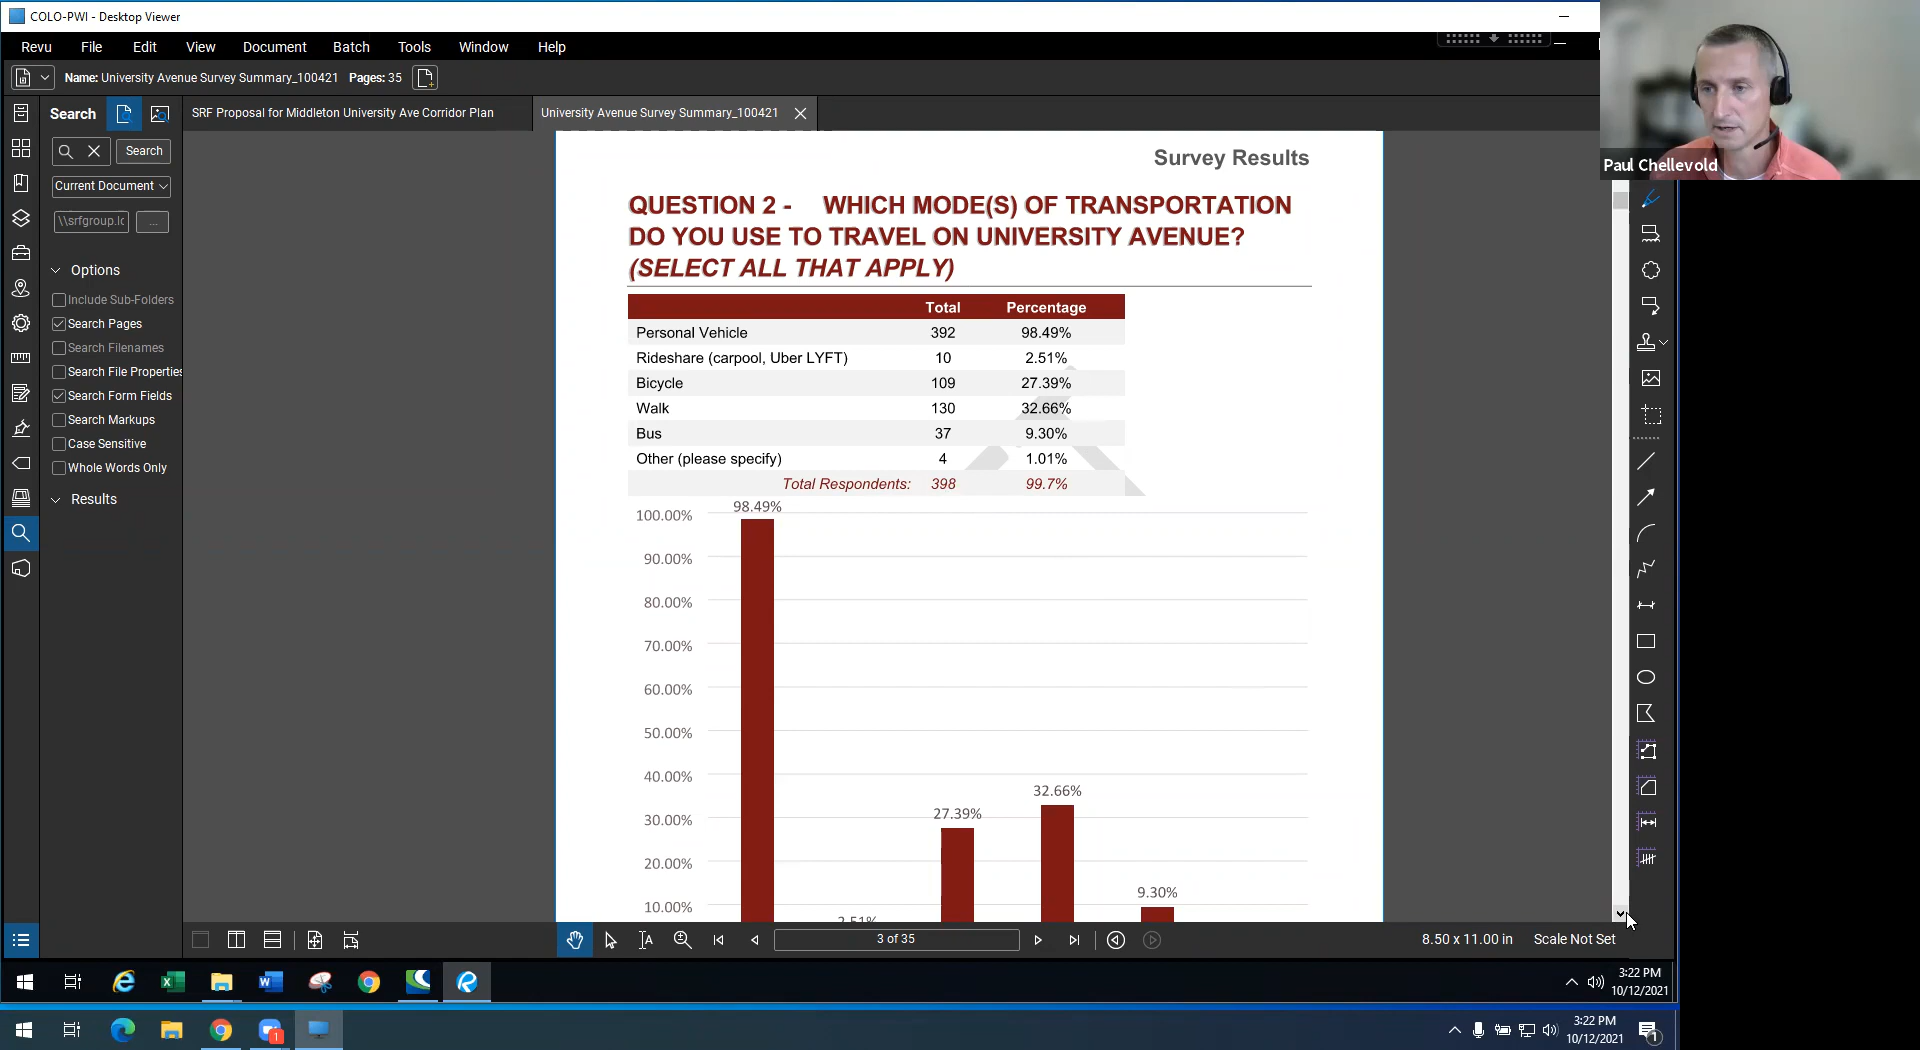 COLO-PWI - Desktop Viewer
Revu File Edit View Document Batch Tools Window Help
Name: University Avenue Survey Summary_100421 Pages: 35
Search
SRF Proposal for Middleton University Ave Corridor Plan
University Avenue Survey Summary_100421
Search
Current Document
\\srfgroup.lc
...
Options
Include Sub-Folders
Search Pages
Search Filenames
Search File Properties
Search Form Fields
Search Markups
Case Sensitive
Whole Words Only
Results
Survey Results
QUESTION 2 - WHICH MODE(S) OF TRANSPORTATION
DO YOU USE TO TRAVEL ON UNIVERSITY AVENUE?
(SELECT ALL THAT APPLY)
Total Percentage
Personal Vehicle 392 98.49%
Rideshare (carpool, Uber LYFT) 10 2.51%
Bicycle 109 27.39%
Walk 130 32.66%
Bus 37 9.30%
Other (please specify) 4 1.01%
Total Respondents: 398 99.7%
98.49%
100.00%
90.00%
80.00%
70.00%
60.00%
50.00%
40.00%
32.66%
27.39%
30.00%
20.00%
9.30%
10.00%
2.51%
3 of 35
8.50 x 11.00 in Scale Not Set
3:22 PM
10/12/2021
3:22 PM
10/12/2021
1
1
Paul Chellevold